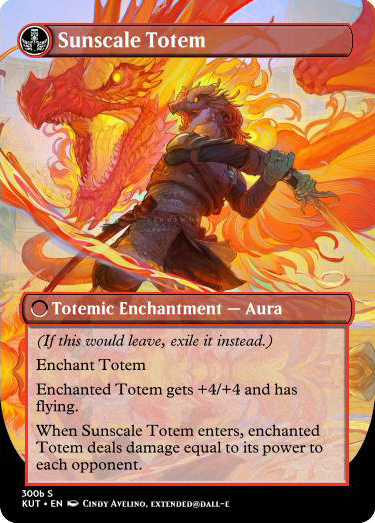 Sunscale Totem
Totemic Enchantment — Aura
(If this would leave, exile it instead.)
Enchant Totem
Enchanted Totem gets +4/+4 and has
flying.
When Sunscale Totem enters, enchanted
Totem deals damage equal to its power to
each opponent.
300b S
KUT • EN Cindy Avelino, extended@dall-e